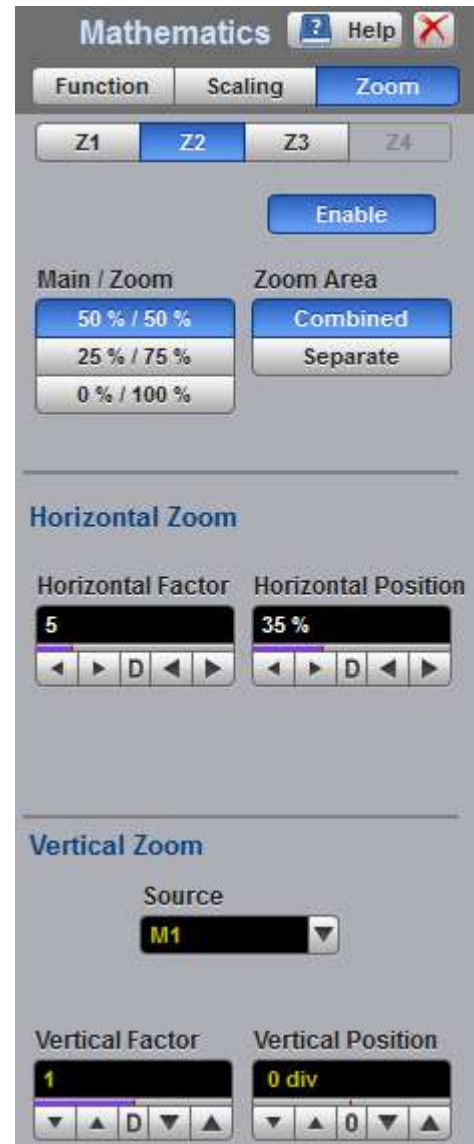 Mathematics ? Help
Function Scaling Zoom
Z1 Z2 Z3 Z4
Enable
Main / Zoom Zoom Area
50 % / 50 % Combined
25 % / 75 % Separate
0 % / 100 %
Horizontal Zoom
Horizontal Factor Horizontal Position
5 35 %
D D
Vertical Zoom
Source
M1
Vertical Factor Vertical Position
1 0 div
D 0